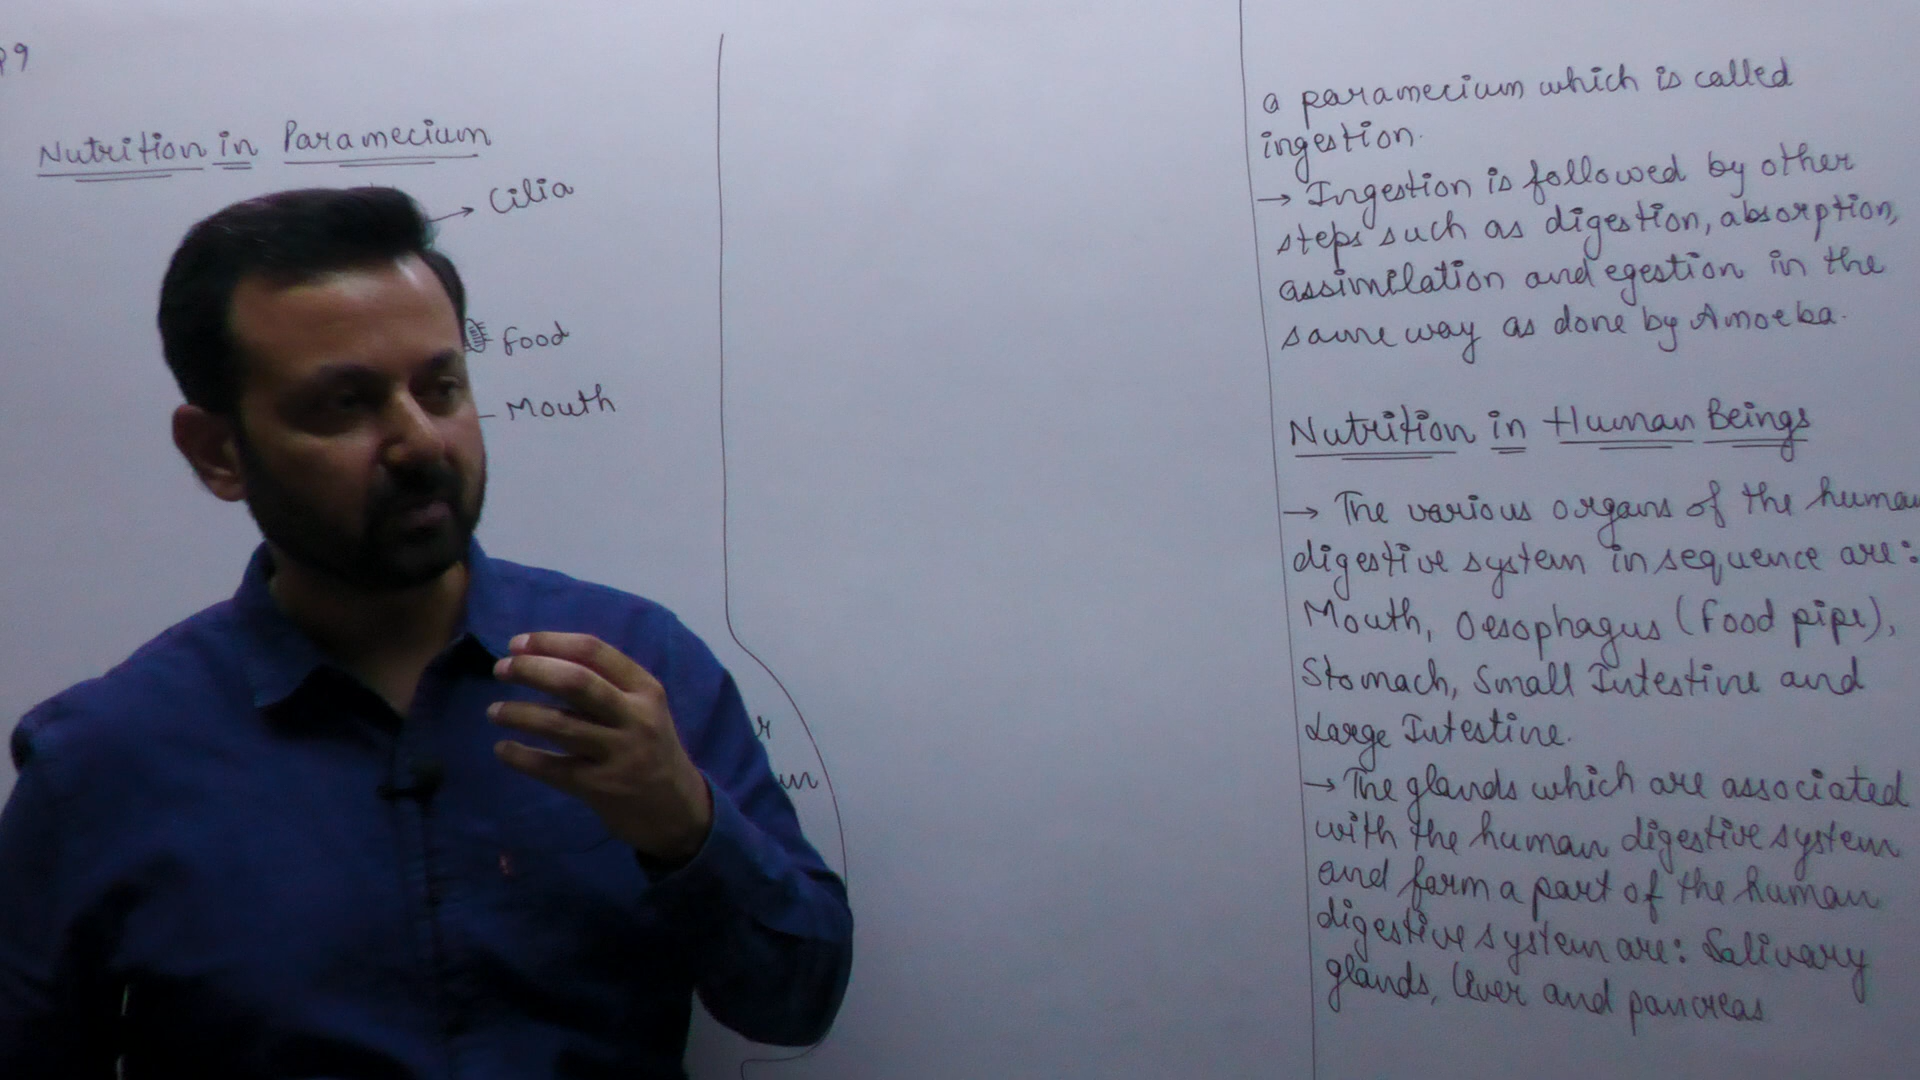 Nutrition in Paramecium
Cilia
food
Mouth
a paramecium which is called
ingestion.
→ Ingestion is followed by other
steps such as digestion, absorption,
assimilation and egestion in the
same way as done by Amoeba.
Nutrition in Human Beings
→ The various organs of the human
digestive system in sequence are:
Mouth, Oesophagus (Food pipe),
Stomach, Small Intestine and
Large Intestine.
→ The glands which are associated
with the human digestive system
and form a part of the human
digestive system are: Salivary
glands, liver and pancreas